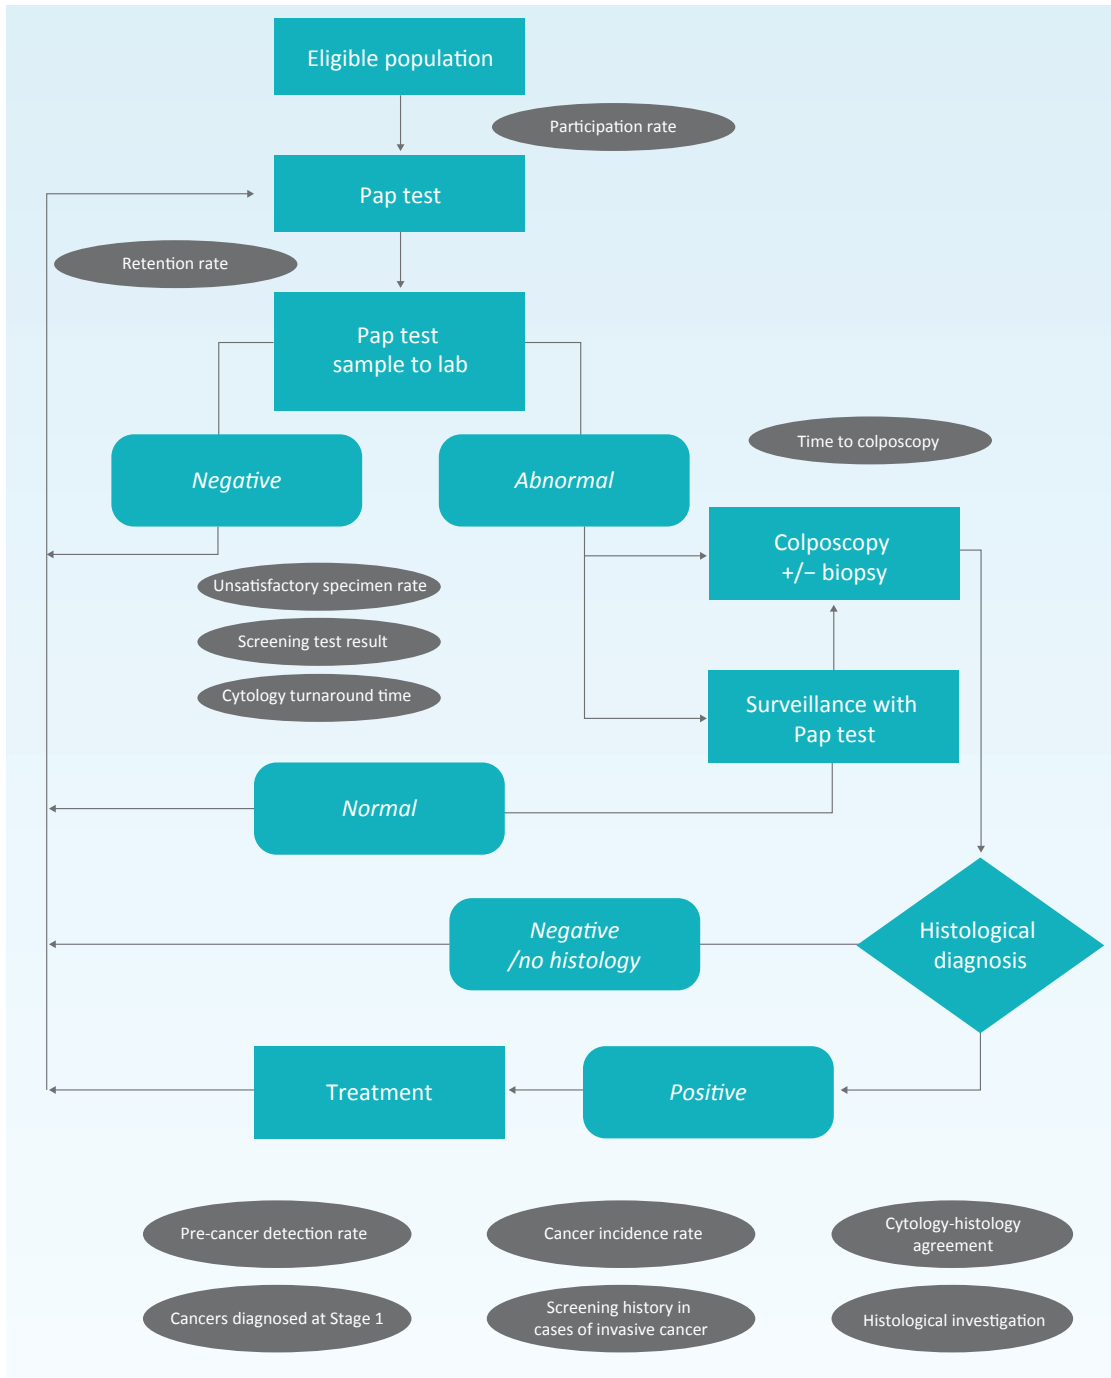 Eligible population
Participation rate
Pap test
Retention rate
Pap test
sample to lab
Time to colposcopy
Negative
Abnormal
Colposcopy
+/– biopsy
Unsatisfactory specimen rate
Screening test result
Cytology turnaround time
Surveillance with
Pap test
Normal
Negative
/no histology
Histological
diagnosis
Treatment
Positive
Pre-cancer detection rate
Cancer incidence rate
Cytology-histology
agreement
Cancers diagnosed at Stage 1
Screening history in
cases of invasive cancer
Histological investigation